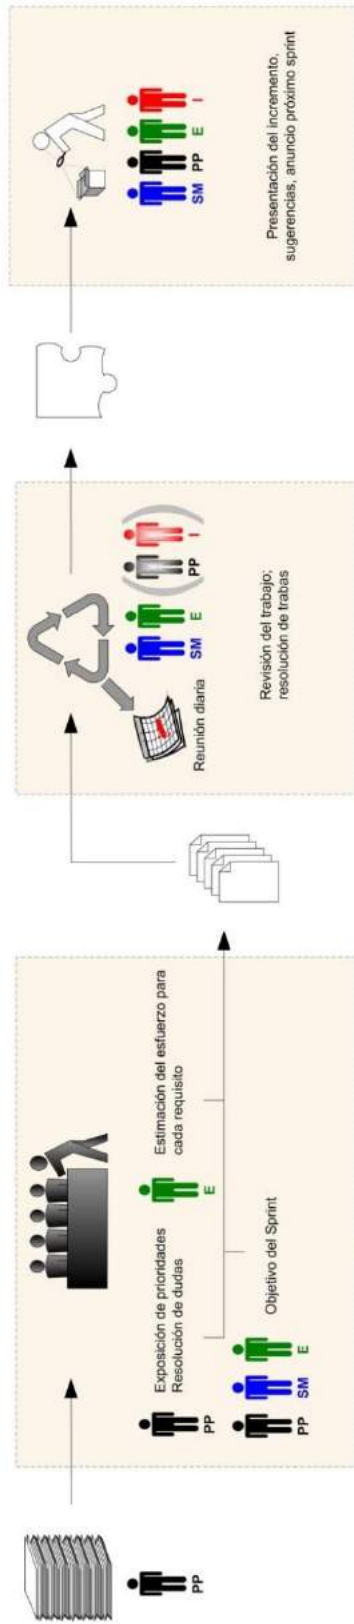 PP
Exposición de prioridades
Resolución de dudas
PP
Estimación del esfuerzo para
cada requisito
E
Objetivo del Sprint
PP
SM
E
Reunión diaria
SM
E
PP
I
Revisión del trabajo;
resolución de trabas
SM
PP
E
I
Presentación del incremento,
sugerencias, anuncio próximo sprint